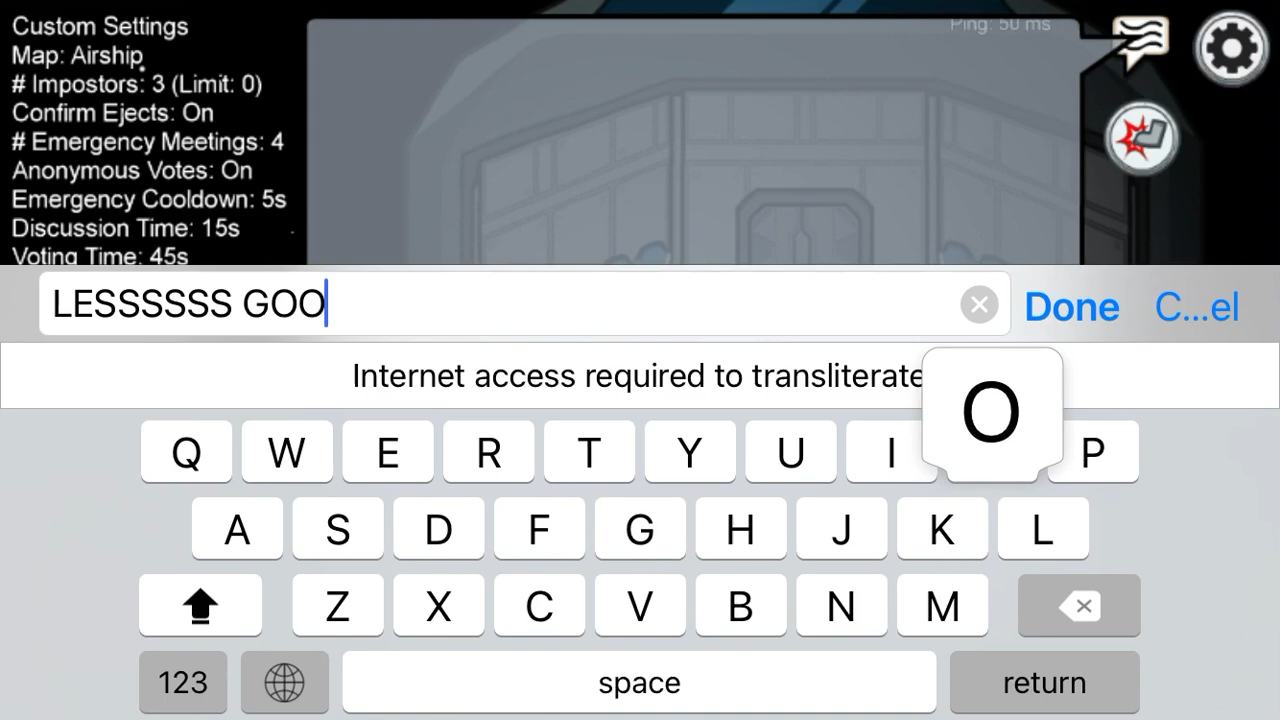 Custom Settings
Map: Airship
# Impostors: 3 (Limit: 0)
Confirm Ejects: On
# Emergency Meetings: 4
Anonymous Votes: On
Emergency Cooldown: 5s
Discussion Time: 15s
Voting Time: 45s
Ping: 50 ms
LESSSSSS GOO
Done C...el
Internet access required to transliterate
O
Q W E R T Y U I P
A S D F G H J K L
Z X C V B N M
123 space return